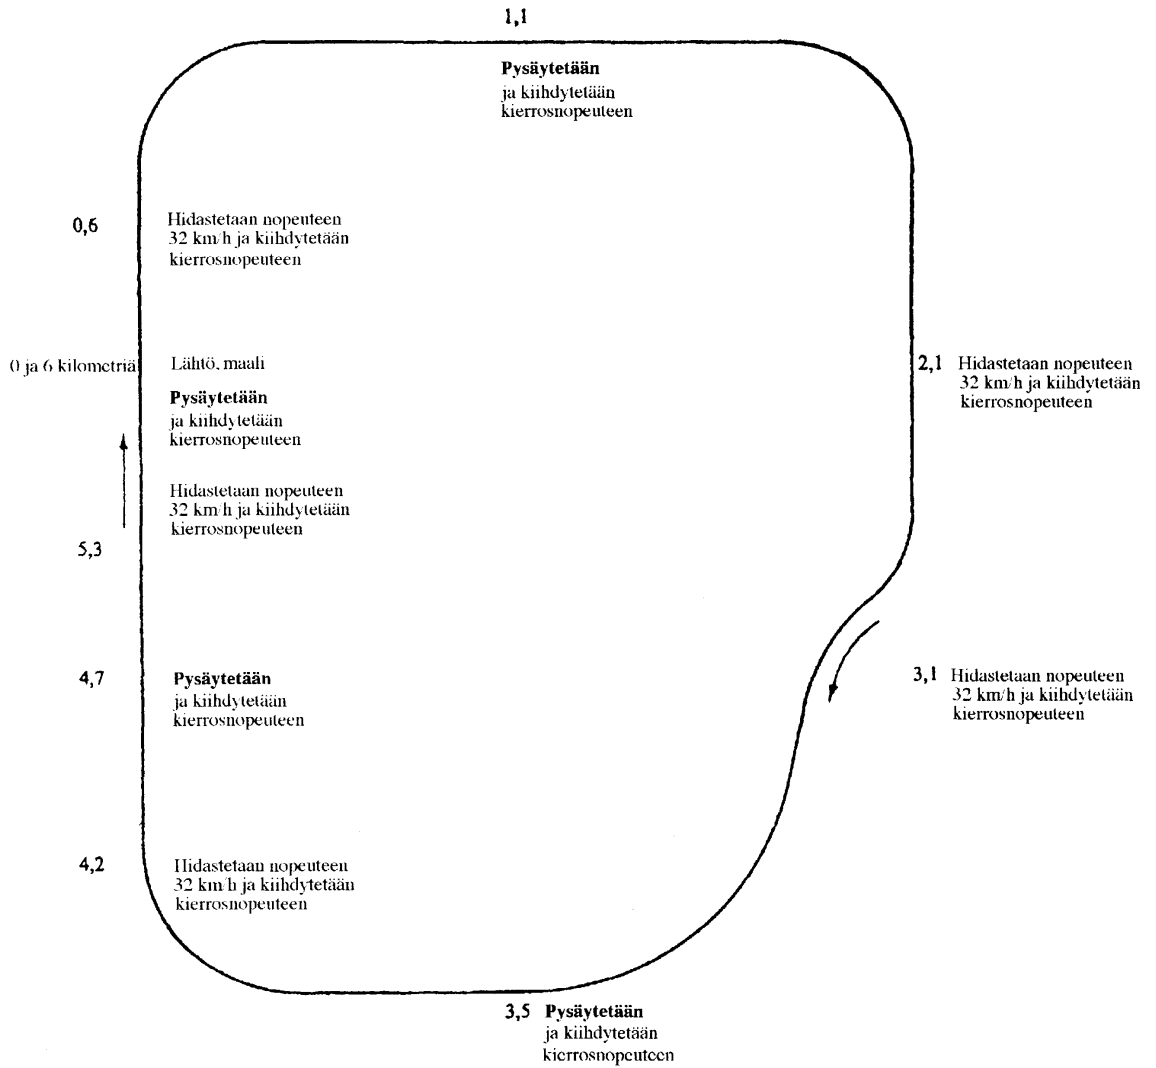 1,1
Pysäytetään
ja kiihdytetään
kierrosnopeuteen
0,6
Hidastetaan nopeuteen
32 km/h ja kiihdytetään
kierrosnopeuteen
0 ja 6 kilometriä
Lähtö, maali
Pysäytetään
ja kiihdytetään
kierrosnopeuteen
2,1 Hidastetaan nopeuteen
32 km/h ja kiihdytetään
kierrosnopeuteen
Hidastetaan nopeuteen
32 km/h ja kiihdytetään
kierrosnopeuteen
5,3
4,7
Pysäytetään
ja kiihdytetään
kierrosnopeuteen
3,1 Hidastetaan nopeuteen
32 km/h ja kiihdytetään
kierrosnopeuteen
4,2
Hidastetaan nopeuteen
32 km/h ja kiihdytetään
kierrosnopeuteen
3,5 Pysäytetään
ja kiihdytetään
kierrosnopeuteen